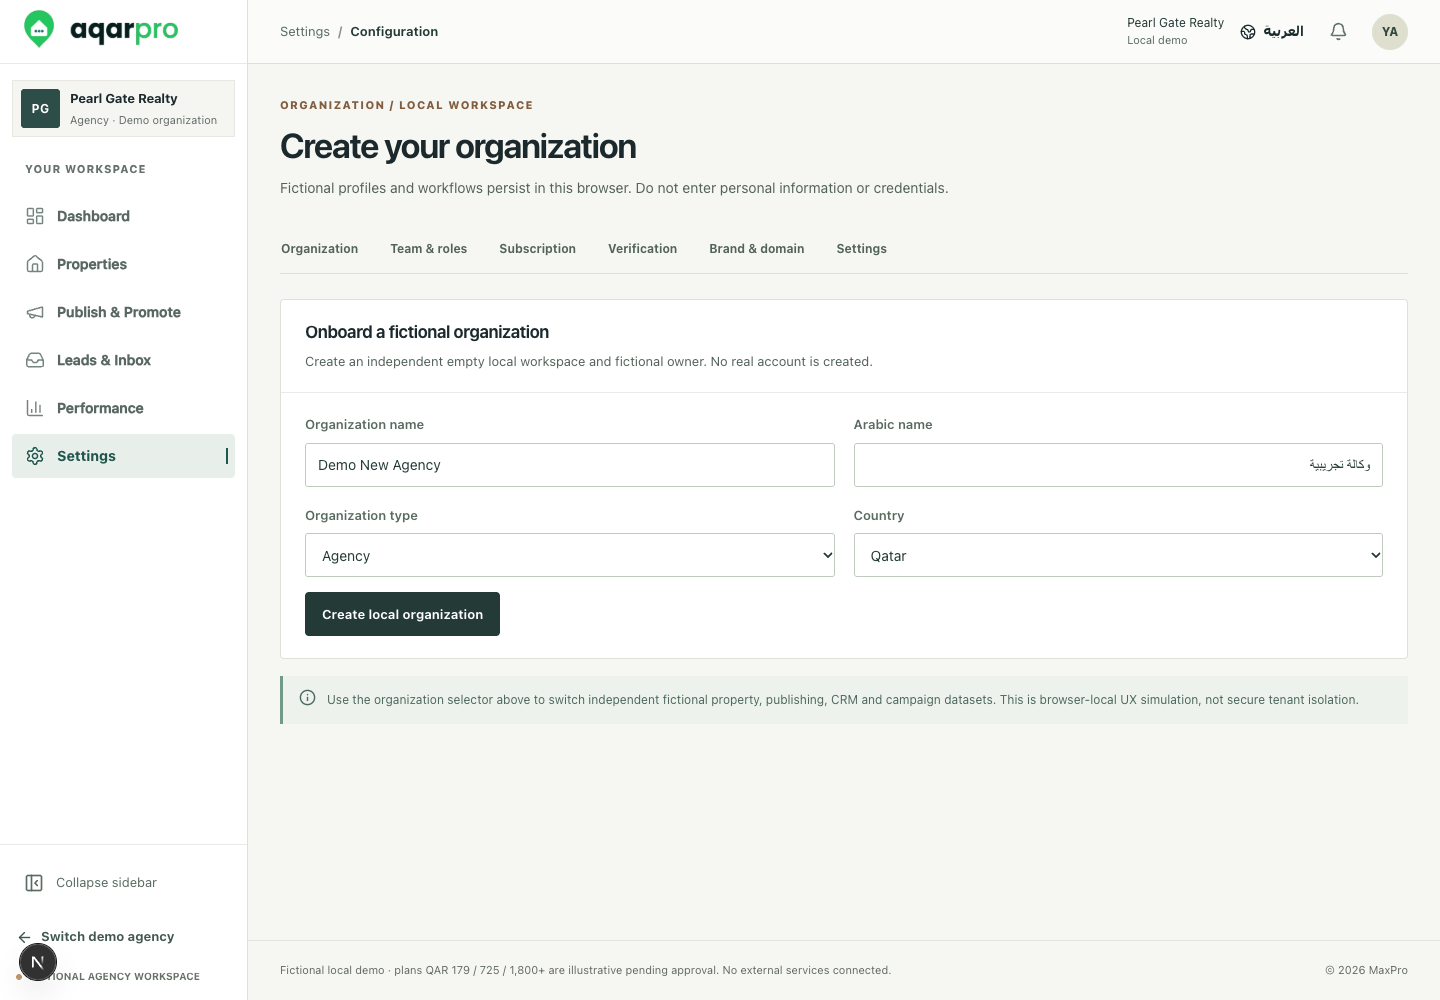 aqarpro
Settings / Configuration
Pearl Gate Realty
Local demo
العربية
YA
PG
Pearl Gate Realty
Agency · Demo organization
YOUR WORKSPACE
Dashboard
Properties
Publish & Promote
Leads & Inbox
Performance
Settings
Collapse sidebar
Switch demo agency
N
AGENCY WORKSPACE
ORGANIZATION / LOCAL WORKSPACE
Create your organization
Fictional profiles and workflows persist in this browser. Do not enter personal information or credentials.
Organization Team & roles Subscription Verification Brand & domain Settings
Onboard a fictional organization
Create an independent empty local workspace and fictional owner. No real account is created.
Organization name
Demo New Agency
Arabic name
وكالة تجريبية
Organization type
Agency
Country
Qatar
Create local organization
Use the organization selector above to switch independent fictional property, publishing, CRM and campaign datasets. This is browser-local UX simulation, not secure tenant isolation.
Fictional local demo · plans QAR 179 / 725 / 1,800+ are illustrative pending approval. No external services connected.
© 2026 MaxPro